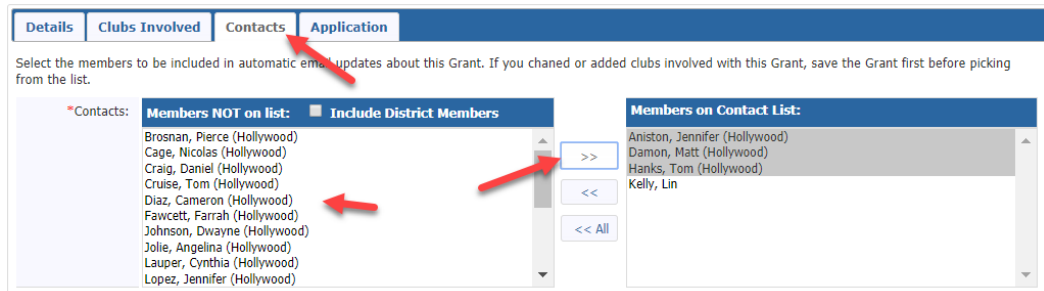 Details Clubs Involved Contacts Application
Select the members to be included in automatic email updates about this Grant. If you chaned or added clubs involved with this Grant, save the Grant first before picking
from the list.
*Contacts: Members NOT on list: Include District Members
Brosnan, Pierce (Hollywood)
Cage, Nicolas (Hollywood)
Craig, Daniel (Hollywood)
Cruise, Tom (Hollywood)
Diaz, Cameron (Hollywood)
Fawcett, Farrah (Hollywood)
Johnson, Dwayne (Hollywood)
Jolie, Angelina (Hollywood)
Lauper, Cynthia (Hollywood)
Lopez, Jennifer (Hollywood)
>>
<<
<< All
Members on Contact List:
Aniston, Jennifer (Hollywood)
Damon, Matt (Hollywood)
Hanks, Tom (Hollywood)
Kelly, Lin